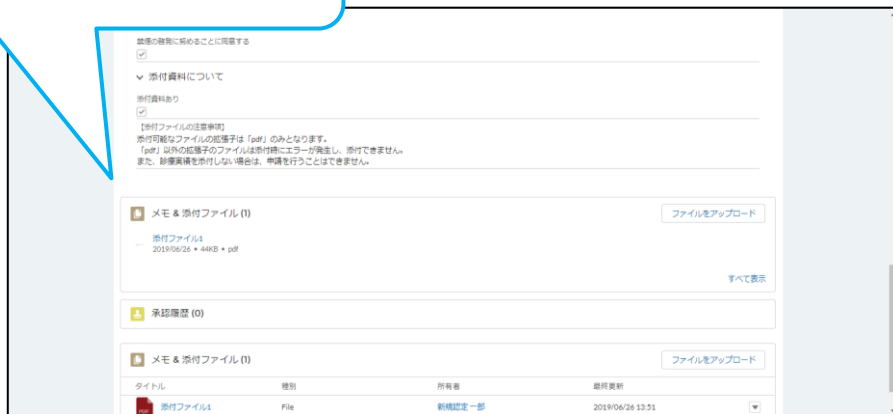 禁煙の啓発に努めることに同意する
添付資料について
添付資料あり
【添付ファイルの注意事項】
添付可能なファイルの拡張子は「pdf」のみとなります。
「pdf」以外の拡張子のファイルは添付時にエラーが発生し、添付できません。
また、診療実績を添付しない場合は、申請を行うことはできません。
メモ & 添付ファイル (1)
ファイルをアップロード
添付ファイル1
2019/06/26 • 44KB • pdf
すべて表示
承認履歴 (0)
メモ & 添付ファイル (1)
ファイルをアップロード
タイトル 種別 所有者 最終更新
PDF 添付ファイル1 File 新規認定 一郎 2019/06/26 13:51